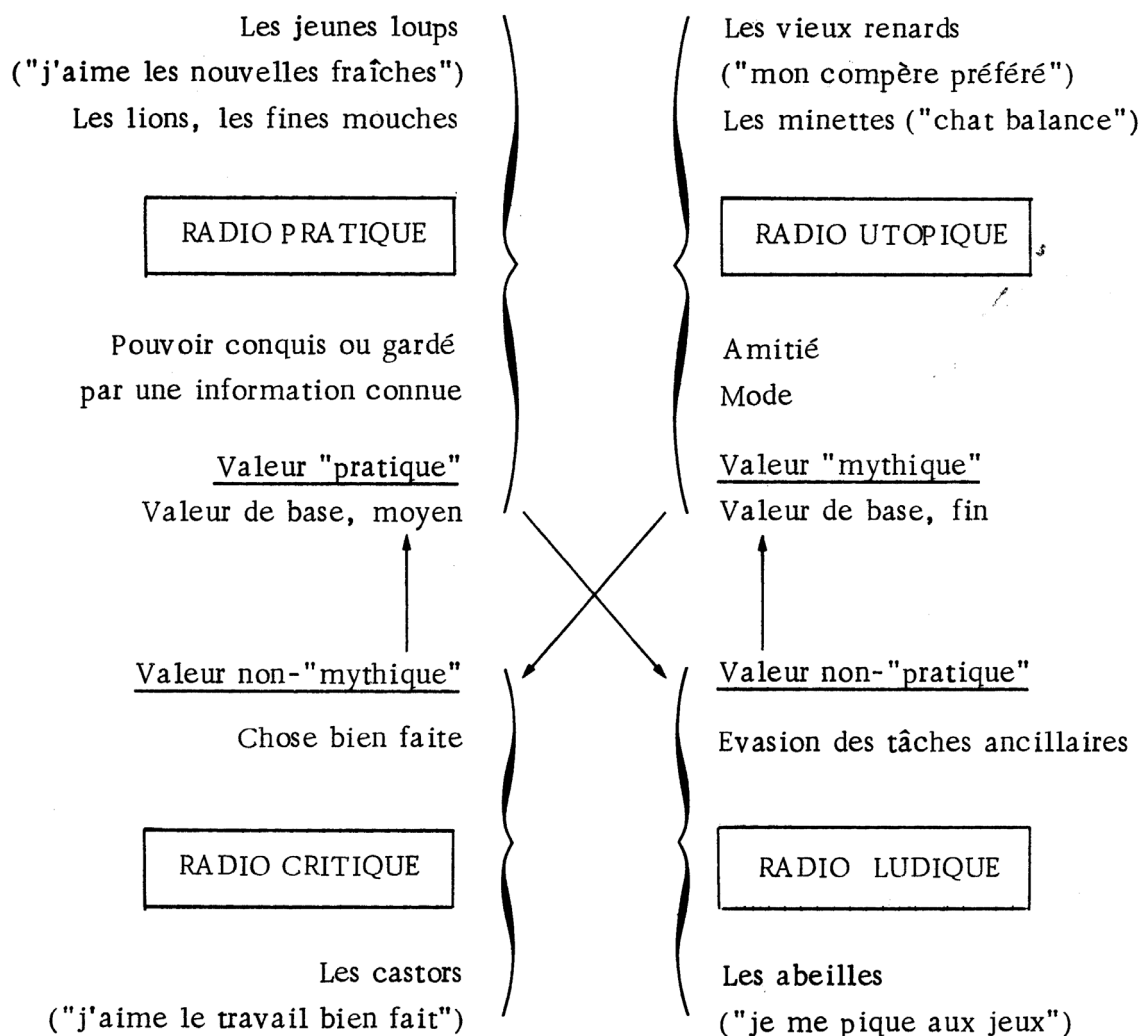 Les jeunes loups
("j'aime les nouvelles fraîches")
Les lions, les fines mouches
RADIO PRATIQUE
Pouvoir conquis ou gardé
par une information connue
Valeur "pratique"
Valeur de base, moyen
Les vieux renards
("mon compère préféré")
Les minettes ("chat balance")
RADIO UTOPIQUE
Amitié
Mode
Valeur "mythique"
Valeur de base, fin
Valeur non-"mythique"
Chose bien faite
RADIO CRITIQUE
Les castors
("j'aime le travail bien fait")
Valeur non-"pratique"
Evasion des tâches ancillaires
RADIO LUDIQUE
Les abeilles
("je me pique aux jeux")